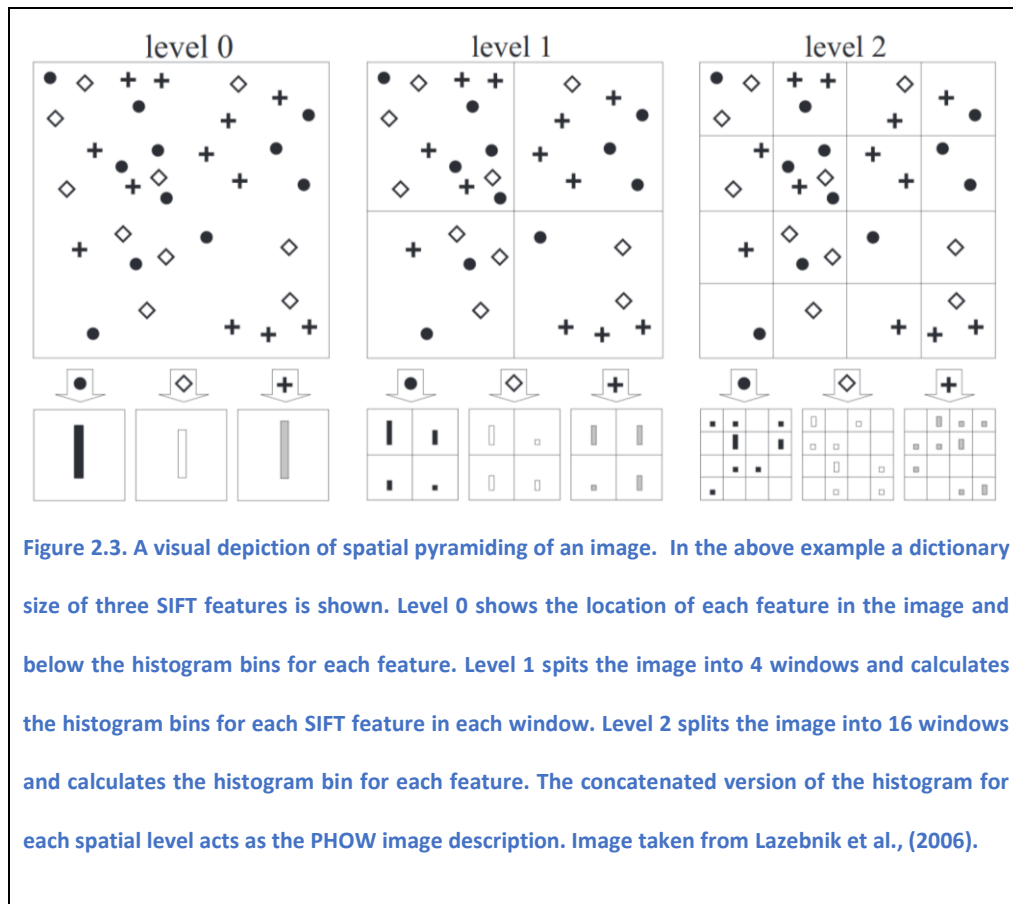 level 0 level 1 level 2
Figure 2.3. A visual depiction of spatial pyramiding of an image. In the above example a dictionary
size of three SIFT features is shown. Level 0 shows the location of each feature in the image and
below the histogram bins for each feature. Level 1 spits the image into 4 windows and calculates
the histogram bins for each SIFT feature in each window. Level 2 splits the image into 16 windows
and calculates the histogram bin for each feature. The concatenated version of the histogram for
each spatial level acts as the PHOW image description. Image taken from Lazebnik et al., (2006).